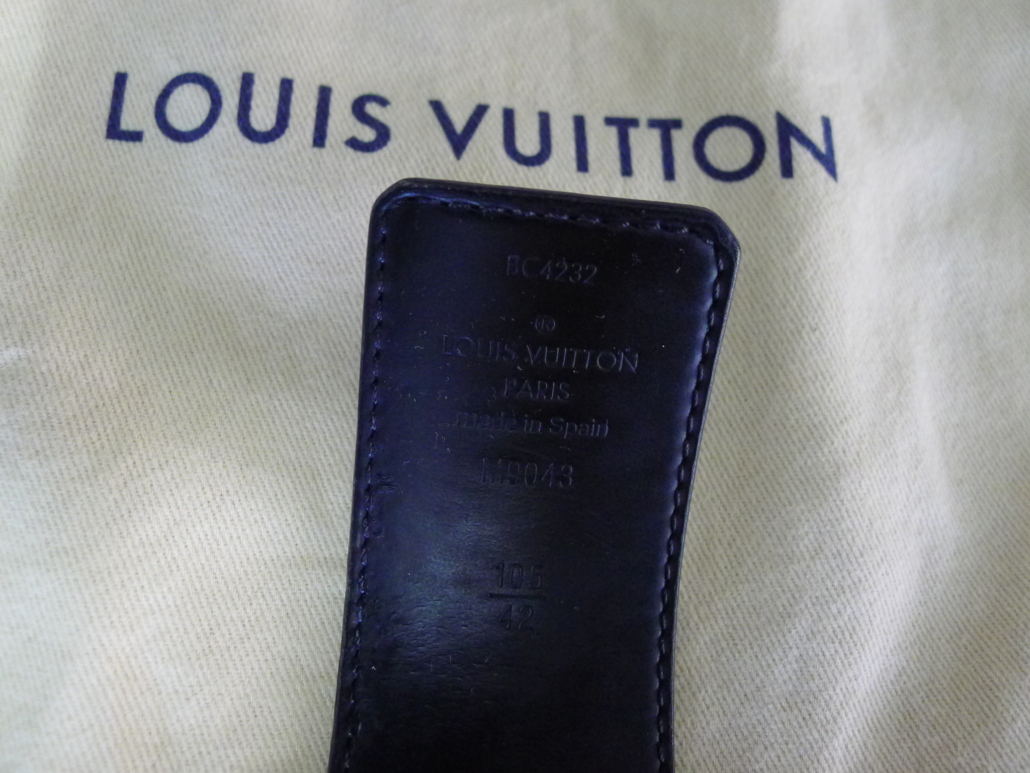 LOUIS VUITTON
BC4232
®
LOUIS VUITTON
PARIS
made in Spain
M9043
105
42